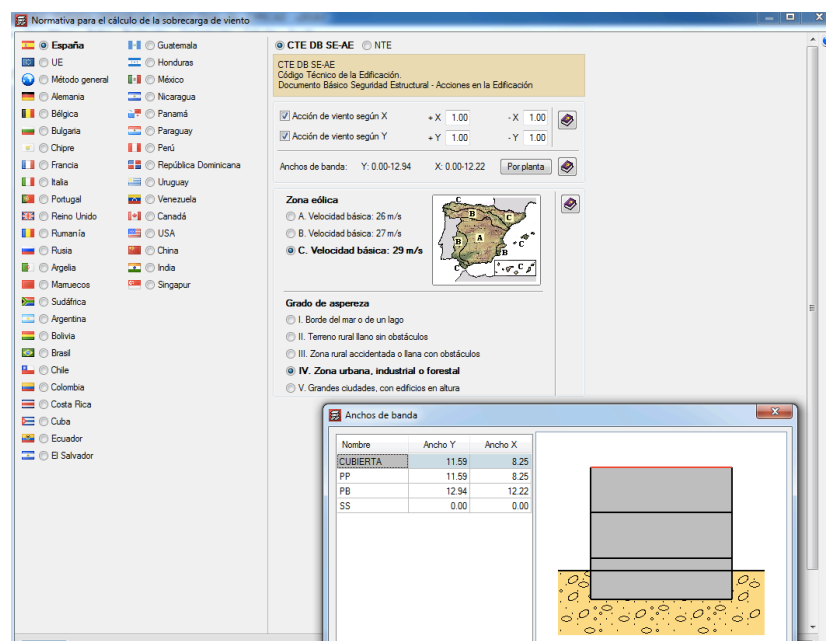 Normativa para el cálculo de la sobrecarga de viento
España
UE
Método general
Alemania
Bélgica
Bulgaria
Chipre
Francia
Italia
Portugal
Reino Unido
Rumanía
Rusia
Argelia
Marruecos
Sudáfrica
Argentina
Bolivia
Brasil
Chile
Colombia
Costa Rica
Cuba
Ecuador
El Salvador
Guatemala
Honduras
México
Nicaragua
Panamá
Paraguay
Perú
República Dominicana
Uruguay
Venezuela
Canadá
USA
China
India
Singapur
CTE DB SE-AE NTE
CTE DB SE-AE
Código Técnico de la Edificación.
Documento Básico Seguridad Estructural - Acciones en la Edificación
Acción de viento según X +X 1.00 -X 1.00
Acción de viento según Y +Y 1.00 -Y 1.00
Anchos de banda: Y: 0.00-12.94 X: 0.00-12.22 Por planta
Zona eólica
A. Velocidad básica: 26 m/s
B. Velocidad básica: 27 m/s
C. Velocidad básica: 29 m/s
C
B
C
B
A
C
B
C
C
Grado de aspereza
I. Borde del mar o de un lago
II. Terreno rural llano sin obstáculos
III. Zona rural accidentada o llana con obstáculos
IV. Zona urbana, industrial o forestal
V. Grandes ciudades, con edificios en altura
Anchos de banda
Nombre Ancho Y Ancho X
CUBIERTA 11.59 8.25
PP 11.59 8.25
PB 12.94 12.22
SS 0.00 0.00